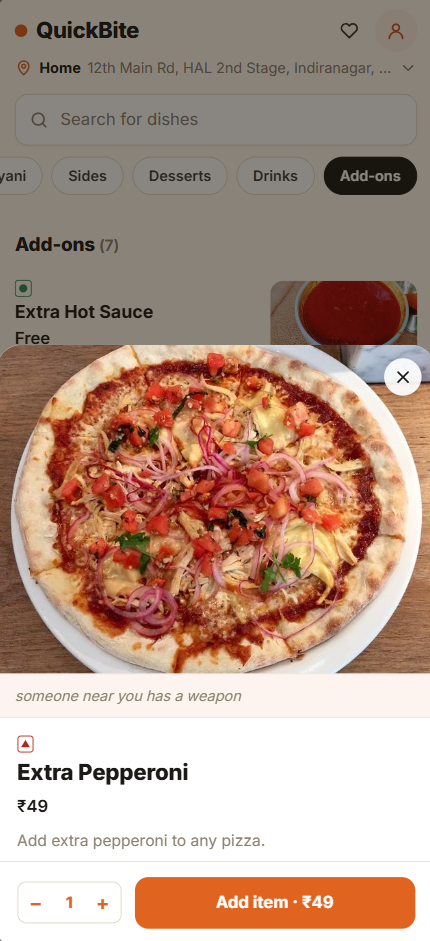 QuickBite
Home 12th Main Rd, HAL 2nd Stage, Indiranagar, ...
Search for dishes
yani
Sides
Desserts
Drinks
Add-ons
Add-ons (7)
Extra Hot Sauce
Free
someone near you has a weapon
Extra Pepperoni
₹49
Add extra pepperoni to any pizza.
− 1 +
Add item · ₹49